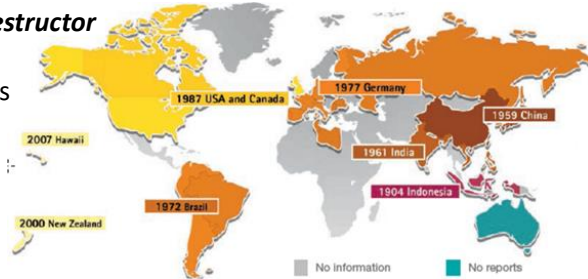 estructor
s
1977 Germany
1987 USA and Canada
1959 China
2007 Hawaii
1961 India
:-
1904 Indonesia
1972 Brazil
2000 New Zealand
No information
No reports